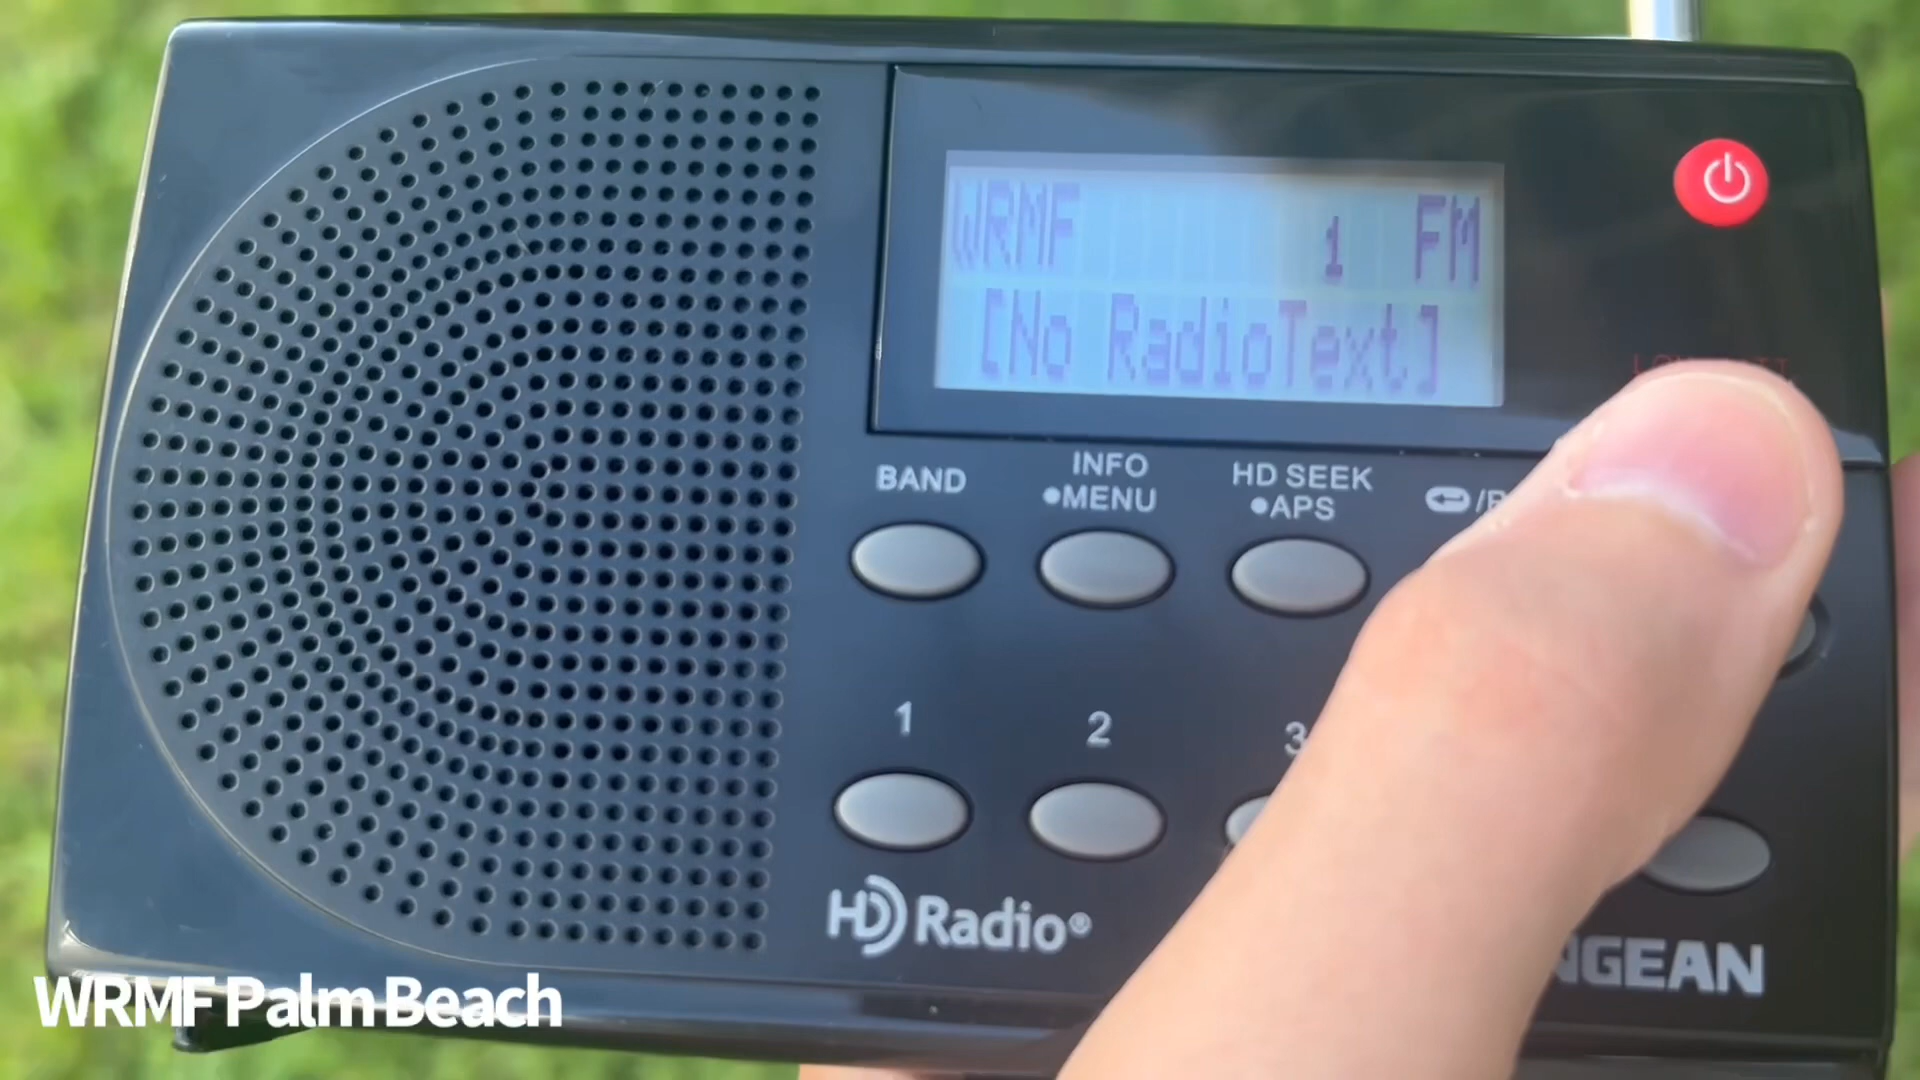 WRMF 1 FM
[No RadioText]
BAND
INFO
●MENU
HD SEEK
●APS
1
2
3
HD Radio®
NGEAN
WRMF Palm Beach